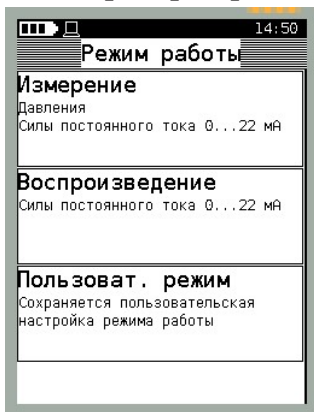 14:50
Режим работы
Измерение
Давления
Силы постоянного тока 0...22 мА
Воспроизведение
Силы постоянного тока 0...22 мА
Пользоват. режим
Сохраняется пользовательская
настройка режима работы